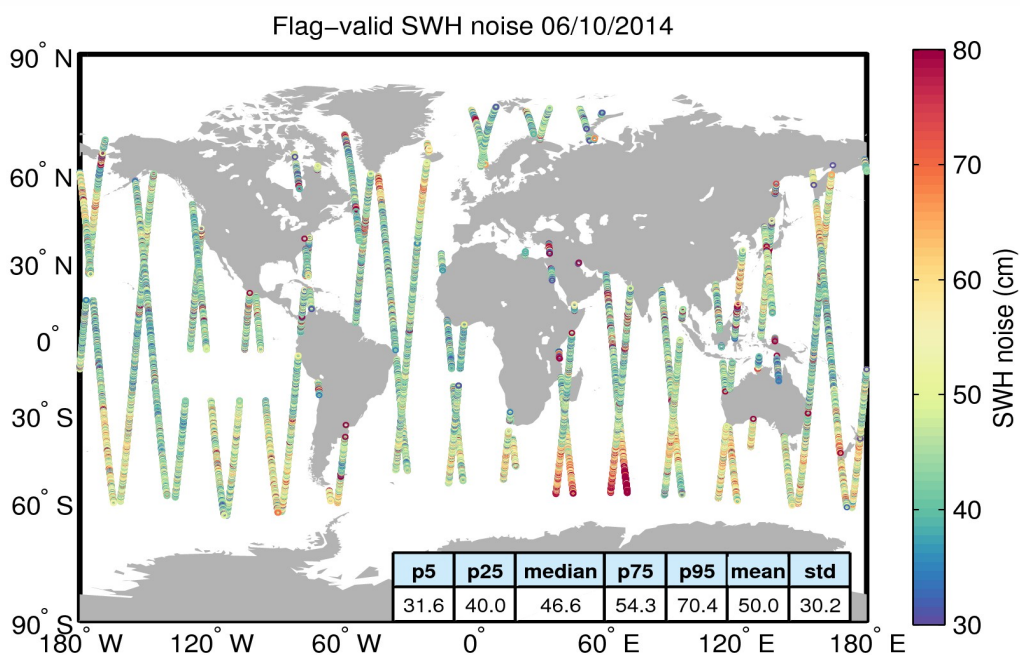 Flag−valid SWH noise 06/10/2014
90° N
60° N
30° N
0°
30° S
60° S
90° S
180° W
120° W
60° W
0°
60° E
120° E
180° E
p5 p25 median p75 p95 mean std
31.6 40.0 46.6 54.3 70.4 50.0 30.2
80
70
60
50
40
30
SWH noise (cm)